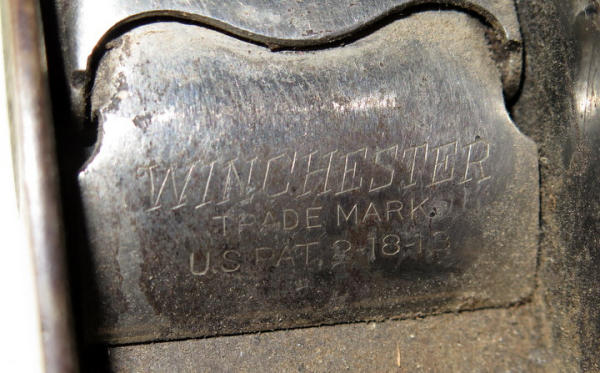 WINCHESTER
TRADE MARK
U.S. PAT. 2-18-13